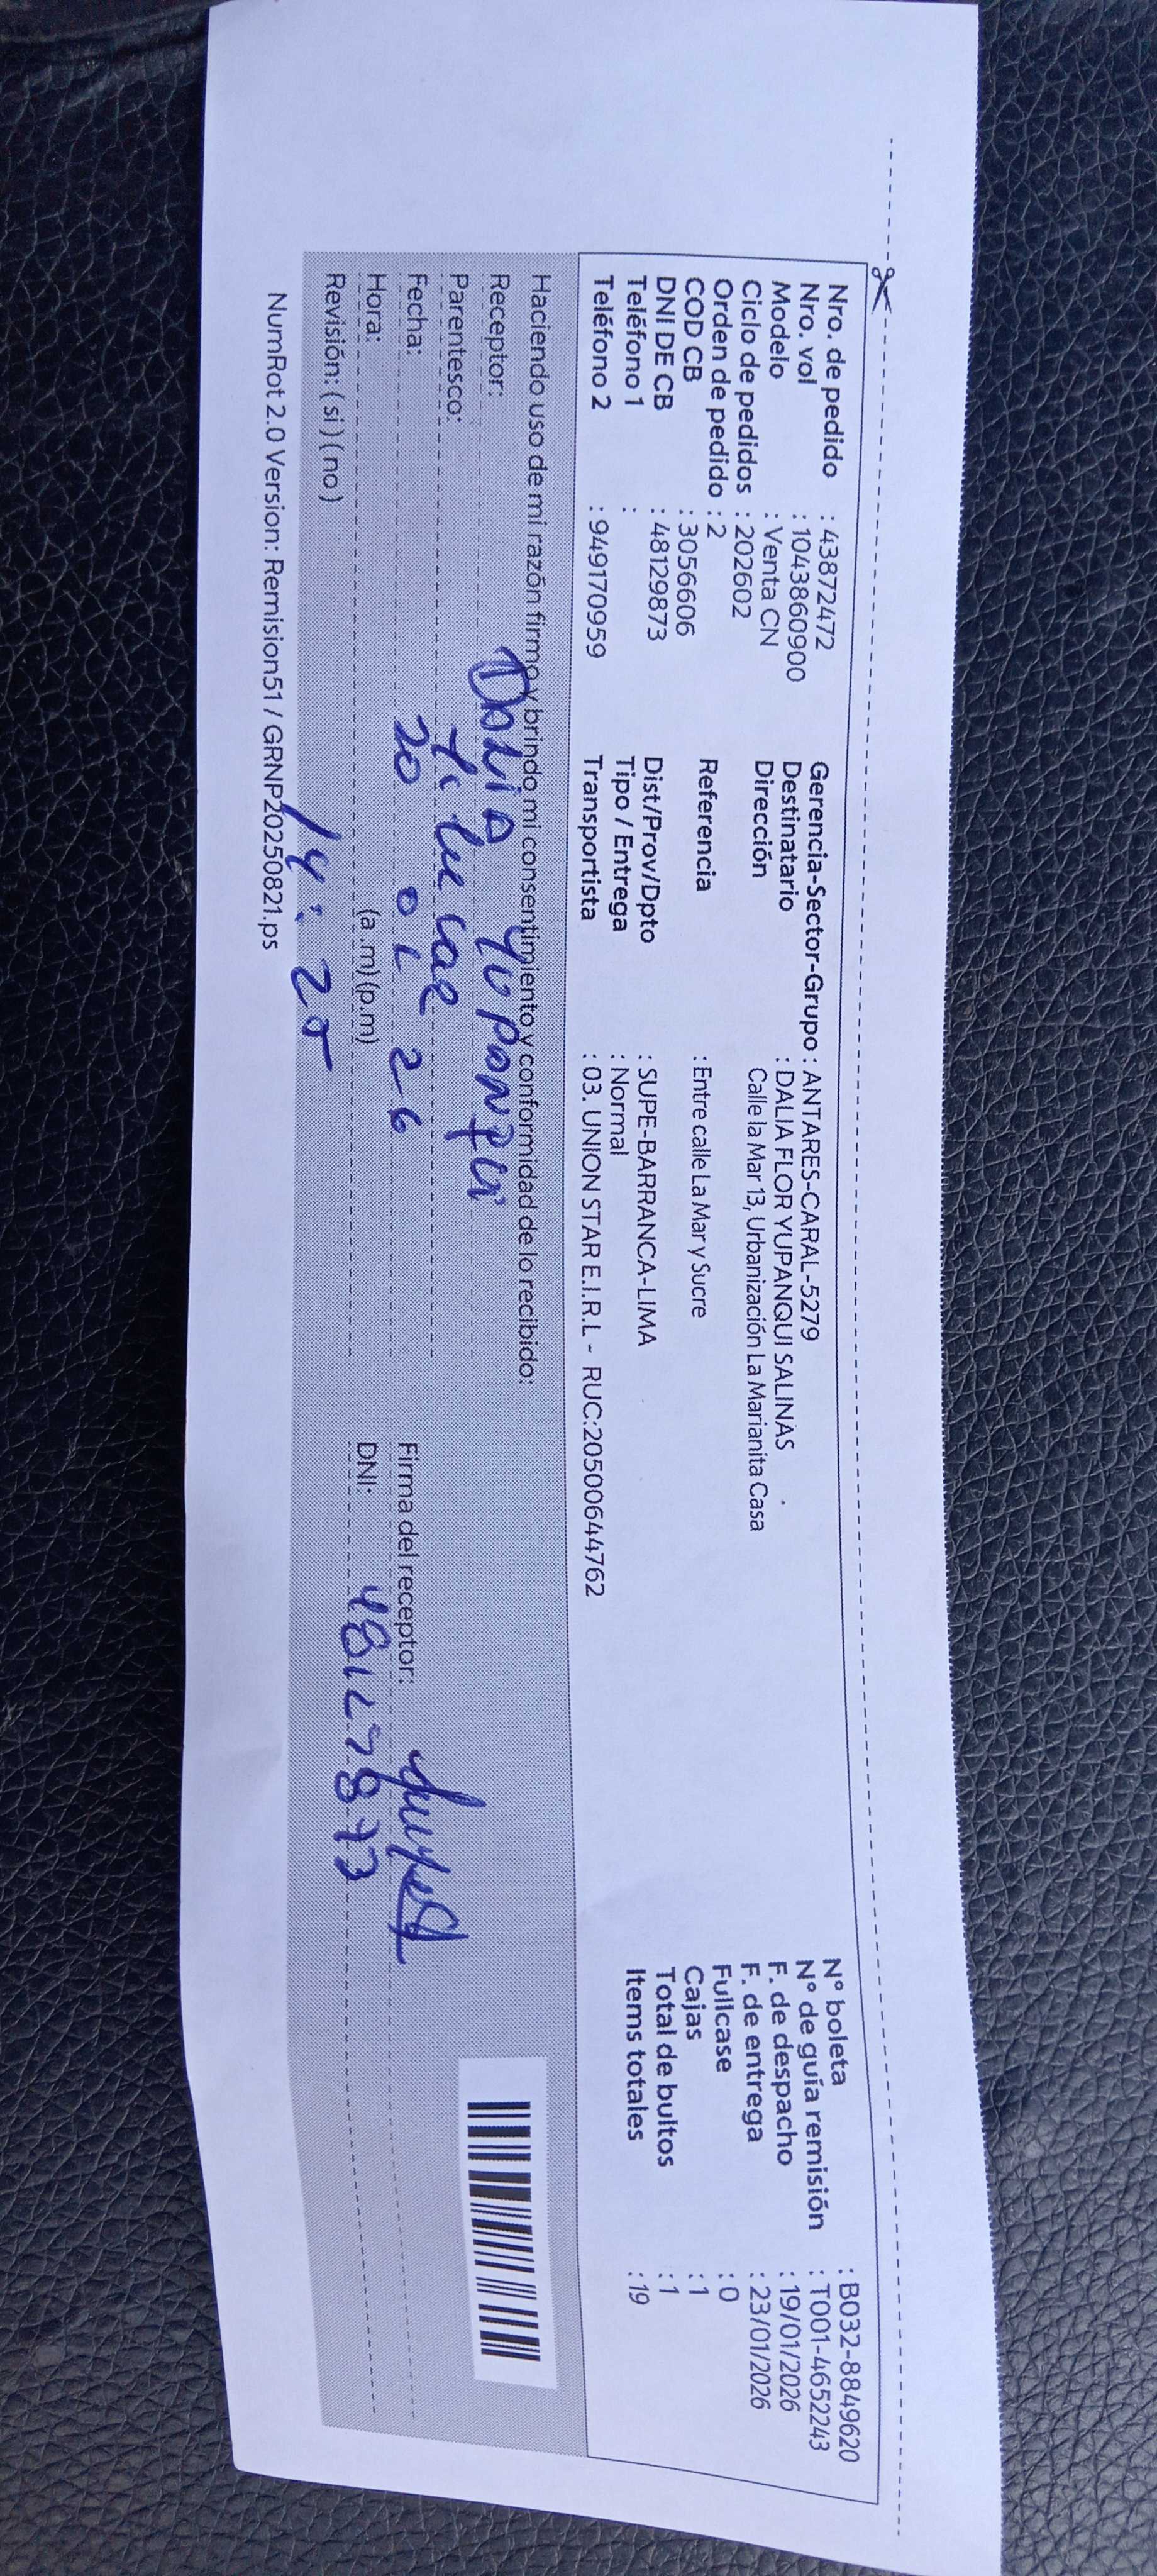 Nro. de pedido : 43872472
Nro. vol : 1043860900
Modelo : Venta CN
Ciclo de pedidos : 202602
Orden de pedido : 2
COD CB : 3056606
DNI DE CB : 48129873
Teléfono 1 :
Teléfono 2 : 949170959
Gerencia-Sector-Grupo : ANTARES-CARAL-5279
Destinatario : DALIA FLOR YUPANQUI SALINAS
Dirección Calle la Mar 13, Urbanización La Marianita Casa
Referencia : Entre calle La Mar y Sucre
Dist/Prov/Dpto : SUPE-BARRANCA-LIMA
Tipo / Entrega : Normal
Transportista : 03. UNION STAR E.I.R.L - RUC:20500644762
N° boleta : B032-8849620
N° de guía remisión : T001-4652243
F. de despacho : 19/01/2026
F. de entrega : 23/01/2026
Fullcase : 0
Cajas : 1
Total de bultos : 1
Items totales : 19
Haciendo uso de mi razón firmo y brindo mi consentimiento y conformidad de lo recibido:
Receptor: Dalia Yupanqui
Parentesco: titular
Fecha: 20 01 26
Hora: (a.m) (p.m) 14:25
Revisión: ( si ) ( no )
Firma del receptor:
DNI: 48129873
NumRot 2.0 Version: Remision51 / GRNP20250821.ps